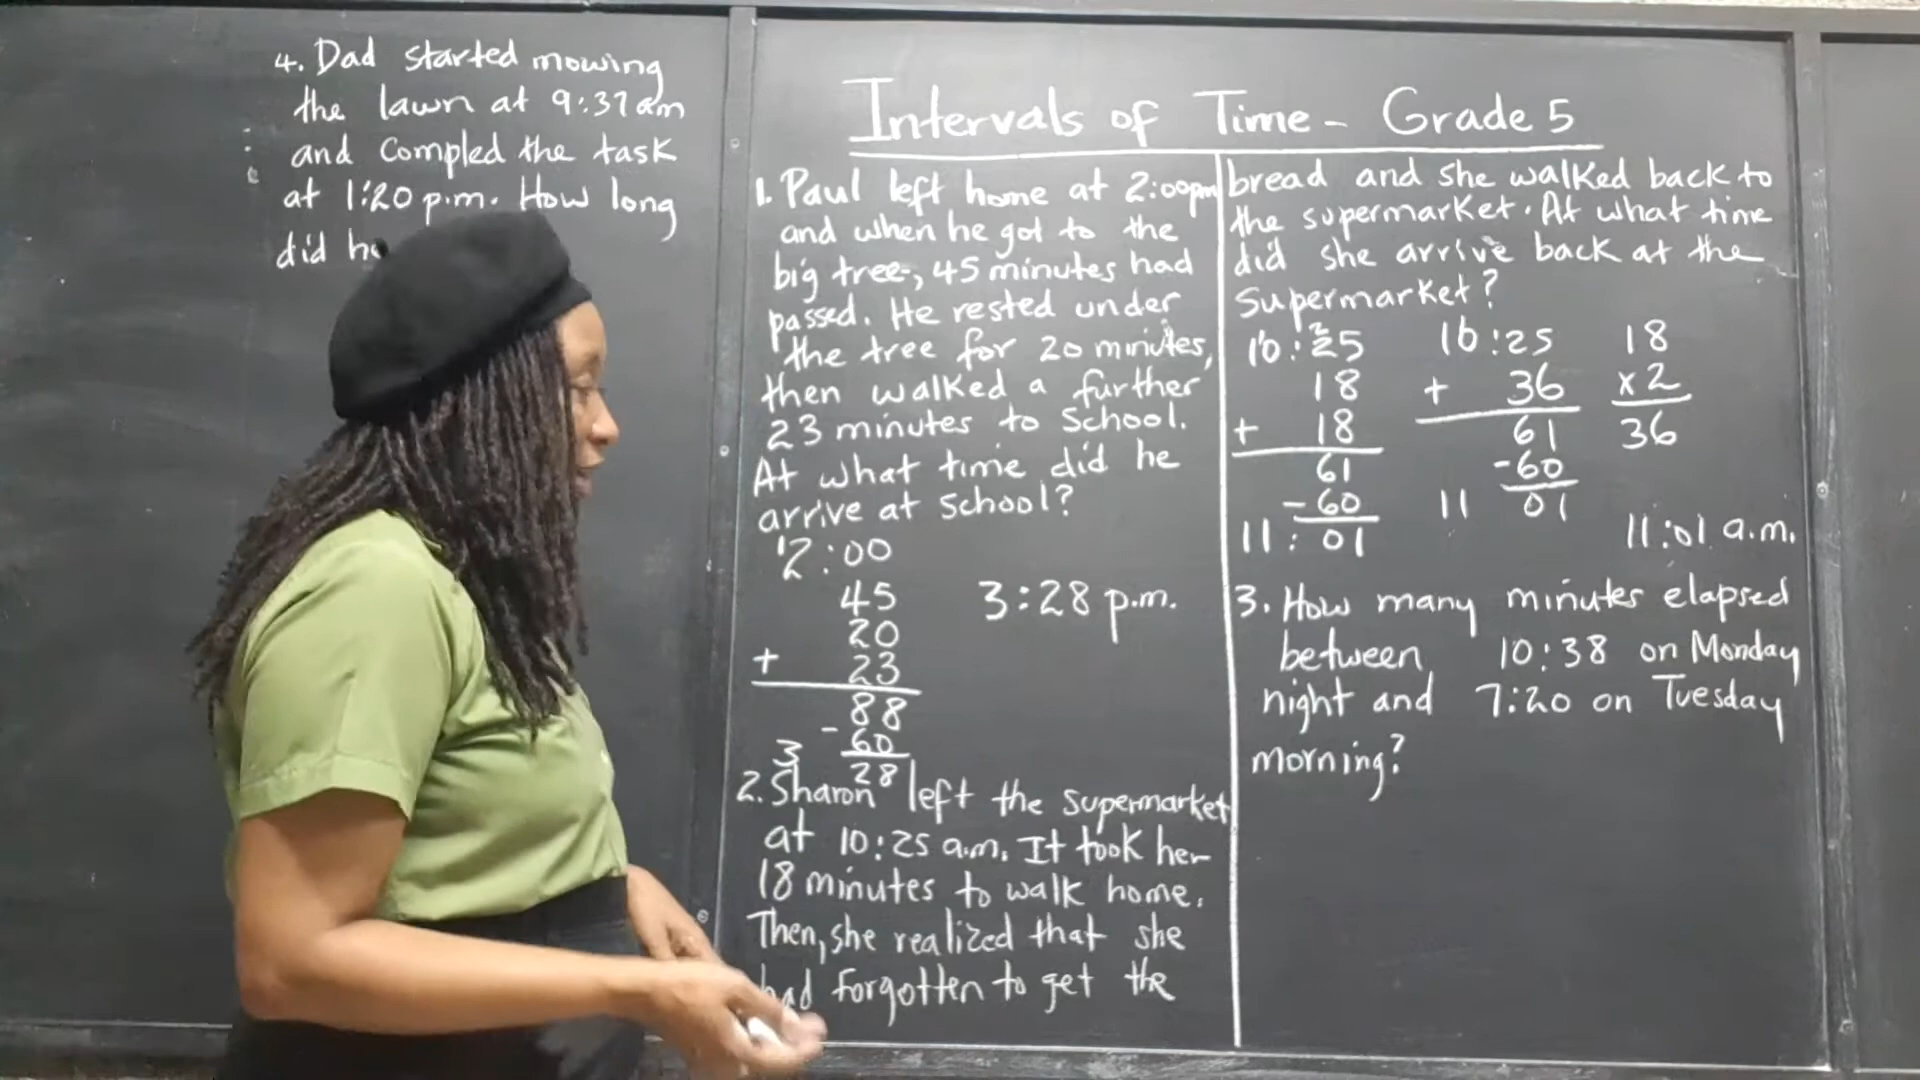 4. Dad started mowing
the lawn at 9:37am
and Compled the task
at 1:20 p.m. How long
did
Intervals of Time - Grade 5
1. Paul left home at 2:00pm
and when he got to the
big tree, 45 minutes had
passed. He rested under
the tree for 20 minutes,
then walked a further
23 minutes to School.
At what time did he
arrive at School?
2:00
45
20
+ 23
88
- 60
3 28
3:28 p.m.
2. Sharon left the supermarket
at 10:25 a.m. It took her
18 minutes to walk home.
Then, she realized that she
had forgotten to get the
bread and she walked back to
the supermarket. At what time
did she arrive back at the
Supermarket?
10:25
18
+ 18
61
-60
11:01
10:25
+ 36
61
-60
11 01
18
x2
36
11:01 a.m.
3. How many minutes elapsed
between 10:38 on Monday
night and 7:20 on Tuesday
morning?